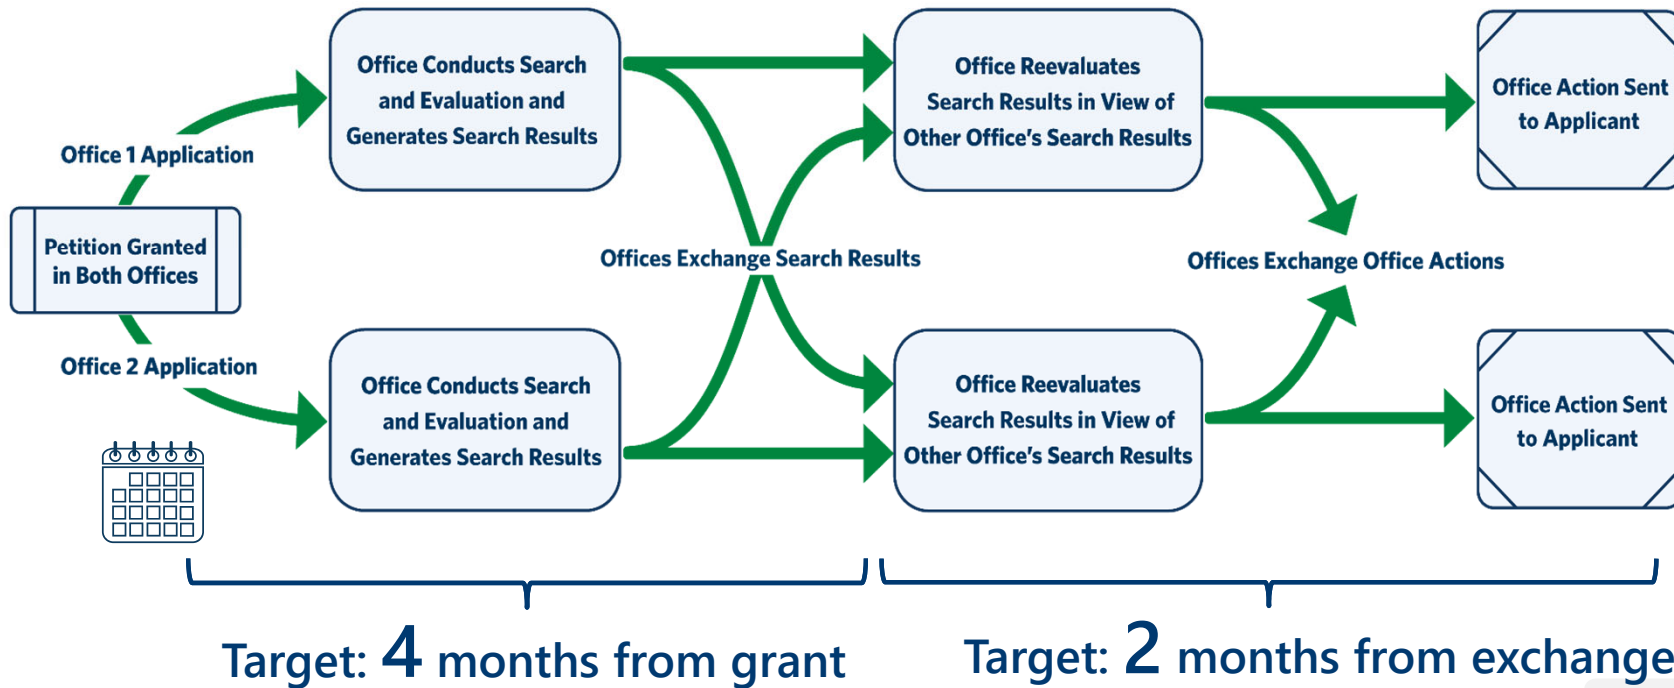 Office 1 Application
Petition Granted
in Both Offices
Office 2 Application
Office Conducts Search
and Evaluation and
Generates Search Results
Office Conducts Search
and Evaluation and
Generates Search Results
Offices Exchange Search Results
Office Reevaluates
Search Results in View of
Other Office's Search Results
Office Reevaluates
Search Results in View of
Other Office's Search Results
Offices Exchange Office Actions
Office Action Sent
to Applicant
Office Action Sent
to Applicant
Target: 4 months from grant
Target: 2 months from exchange